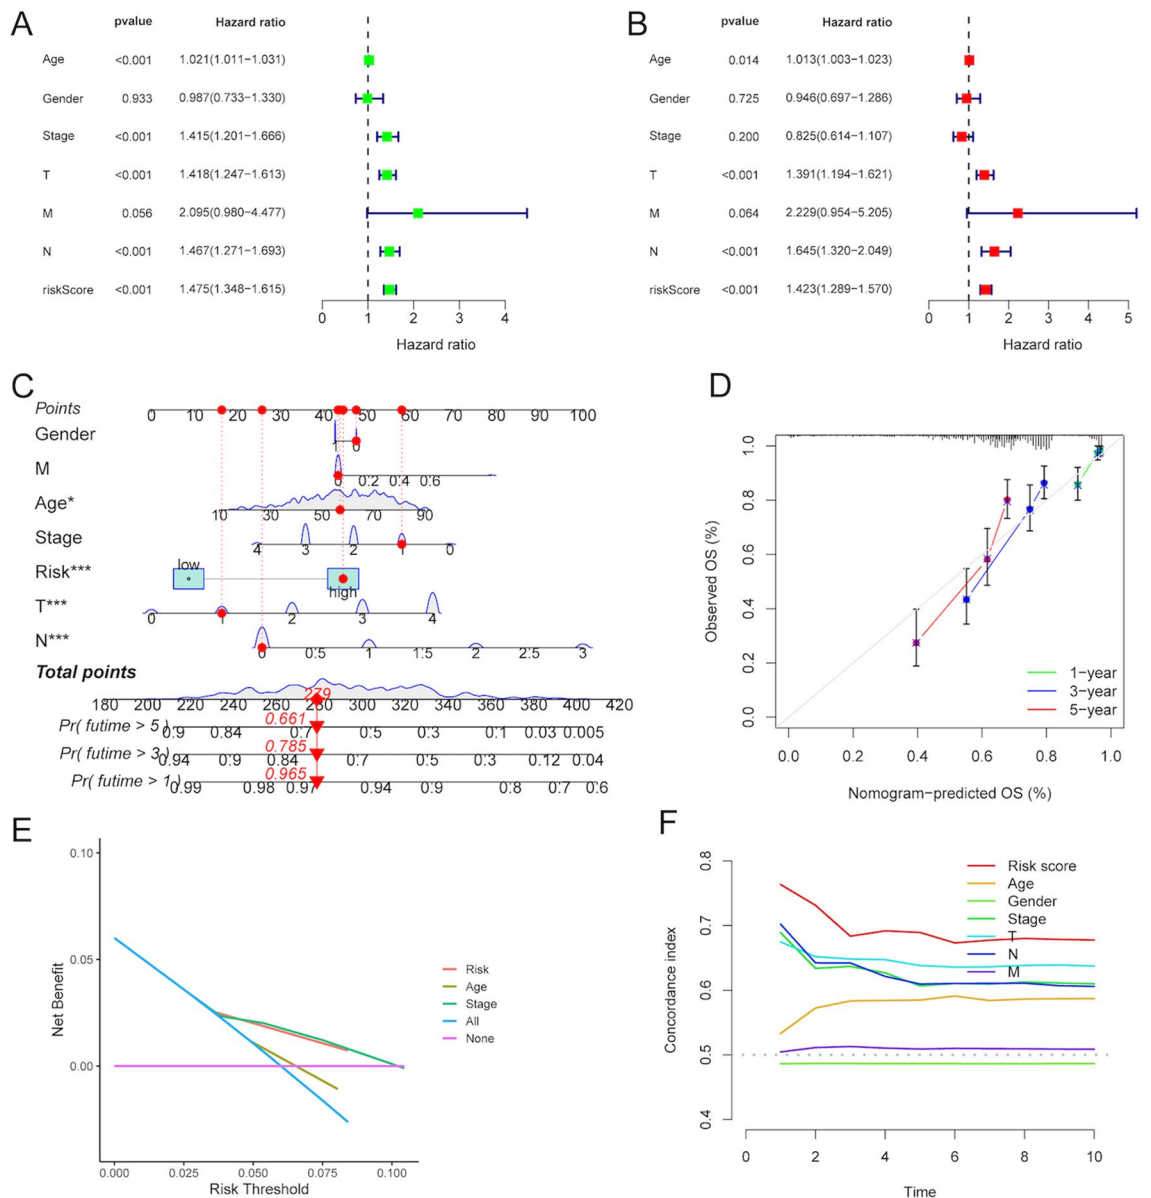 A
pvalue Hazard ratio
Age <0.001 1.021(1.011−1.031)
Gender 0.933 0.987(0.733−1.330)
Stage <0.001 1.415(1.201−1.666)
T <0.001 1.418(1.247−1.613)
M 0.056 2.095(0.980−4.477)
N <0.001 1.467(1.271−1.693)
riskScore <0.001 1.475(1.348−1.615)
0 1 2 3 4
Hazard ratio
B
pvalue Hazard ratio
Age 0.014 1.013(1.003−1.023)
Gender 0.725 0.946(0.697−1.286)
Stage 0.200 0.825(0.614−1.107)
T <0.001 1.391(1.194−1.621)
M 0.064 2.229(0.954−5.205)
N <0.001 1.645(1.320−2.049)
riskScore <0.001 1.423(1.289−1.570)
0 1 2 3 4 5
Hazard ratio
C
Points 0 10 20 30 40 50 60 70 80 90 100
Gender 1 0
M 0 0.2 0.4 0.6
Age* 10 30 50 70 90
Stage 4 3 2 1 0
Risk*** low high
T*** 0 1 2 3 4
N*** 0 0.5 1 1.5 2 2.5 3
Total points
279
180 200 220 240 260 280 300 320 340 360 380 400 420
0.661
Pr( futime > 5 ) 0.9 0.84 0.7 0.5 0.3 0.1 0.03 0.005
0.785
Pr( futime > 3 ) 0.94 0.9 0.84 0.7 0.5 0.3 0.12 0.04
0.965
Pr( futime > 1 ) 0.99 0.98 0.97 0.94 0.9 0.8 0.7 0.6
D
Observed OS (%)
1.0
0.8
0.6
0.4
0.2
0.0
1−year
3−year
5−year
0.0 0.2 0.4 0.6 0.8 1.0
Nomogram−predicted OS (%)
E
Net Benefit
0.10
0.05
0.00
Risk
Age
Stage
All
None
0.000 0.025 0.050 0.075 0.100
Risk Threshold
F
Concordance index
0.8
0.7
0.6
0.5
0.4
Risk score
Age
Gender
Stage
T
N
M
0 2 4 6 8 10
Time